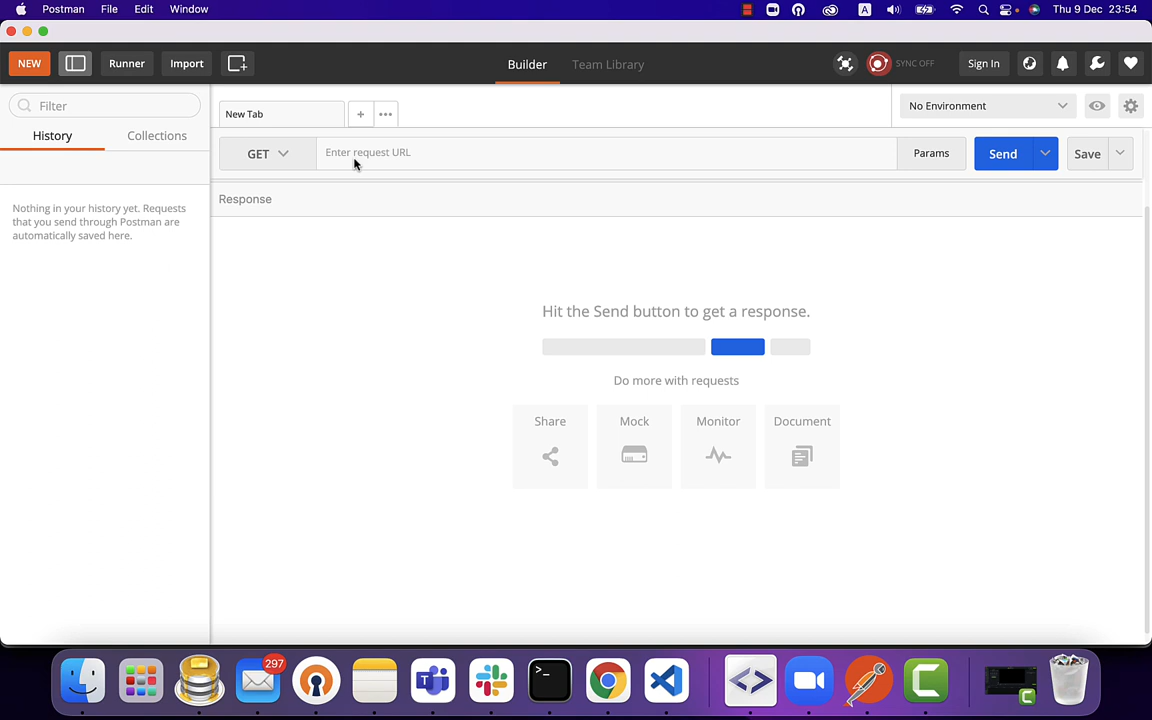 Postman File Edit Window
A
Thu 9 Dec 23:54
NEW
Runner
Import
Builder
Team Library
SYNC OFF
Sign In
Filter
History
Collections
Nothing in your history yet. Requests
that you send through Postman are
automatically saved here.
New Tab
+
•••
No Environment
GET
Enter request URL
Params
Send
Save
Response
Hit the Send button to get a response.
Do more with requests
Share
Mock
Monitor
Document
297
>_